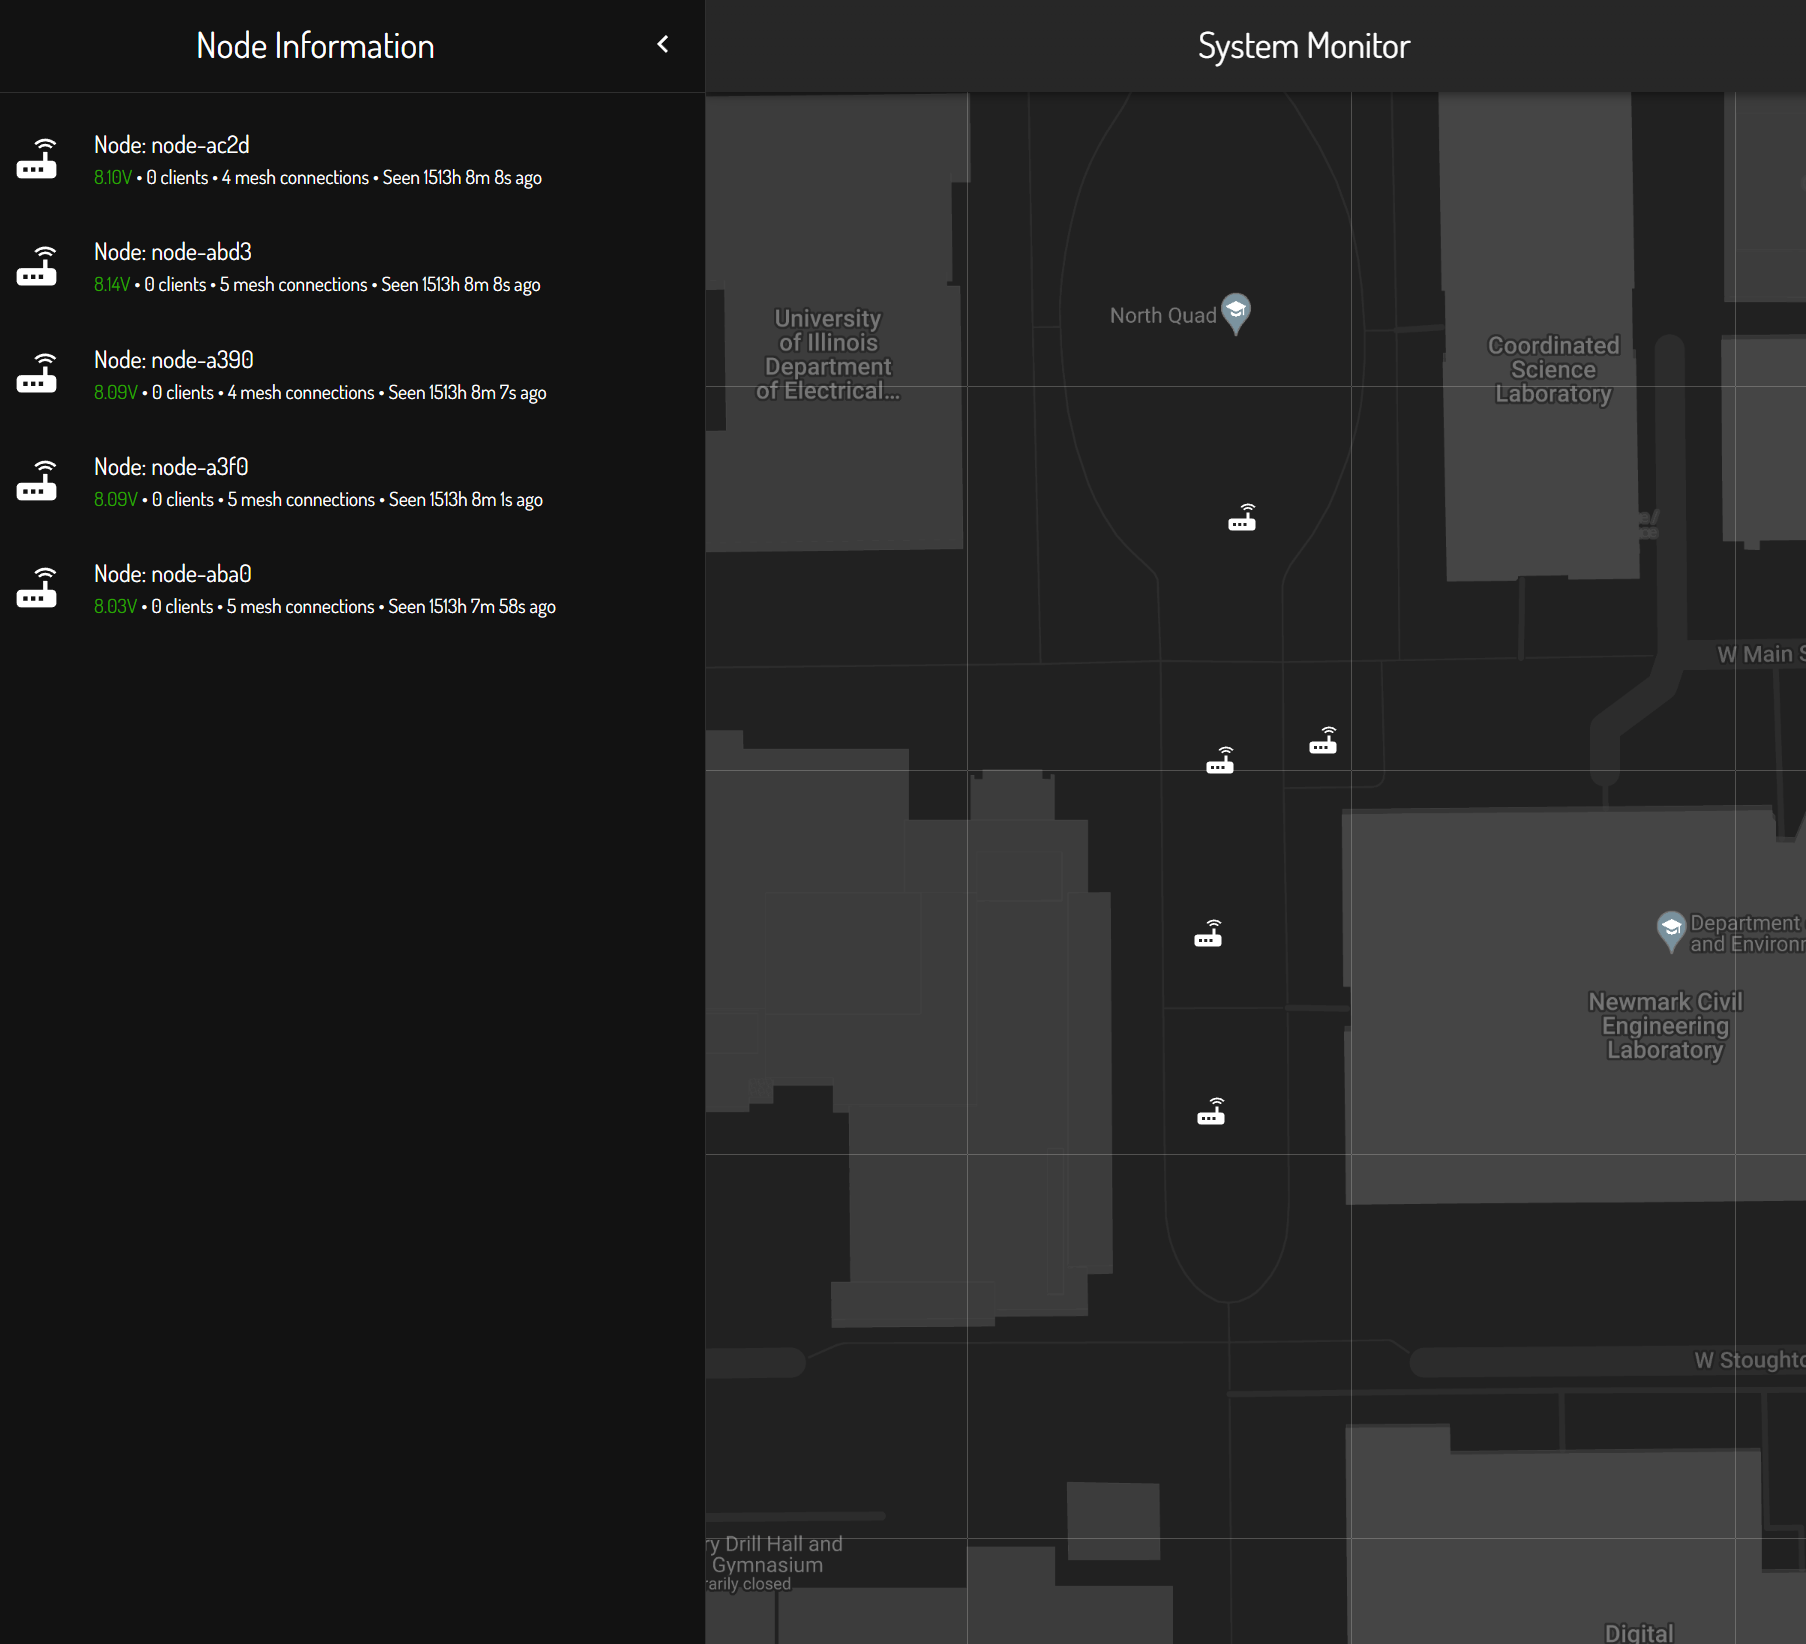 Node Information
System Monitor
Node: node-ac2d
8.10V • 0 clients • 4 mesh connections • Seen 1513h 8m 8s ago
Node: node-abd3
8.14V • 0 clients • 5 mesh connections • Seen 1513h 8m 8s ago
Node: node-a390
8.09V • 0 clients • 4 mesh connections • Seen 1513h 8m 7s ago
Node: node-a3f0
8.09V • 0 clients • 5 mesh connections • Seen 1513h 8m 1s ago
Node: node-aba0
8.03V • 0 clients • 5 mesh connections • Seen 1513h 7m 58s ago
University
of Illinois
Department
of Electrical...
North Quad
Coordinated
Science
Laboratory
W Main S
Department
and Environm
Newmark Civil
Engineering
Laboratory
W Stoughto
ry Drill Hall and
Gymnasium
rarily closed
Digital